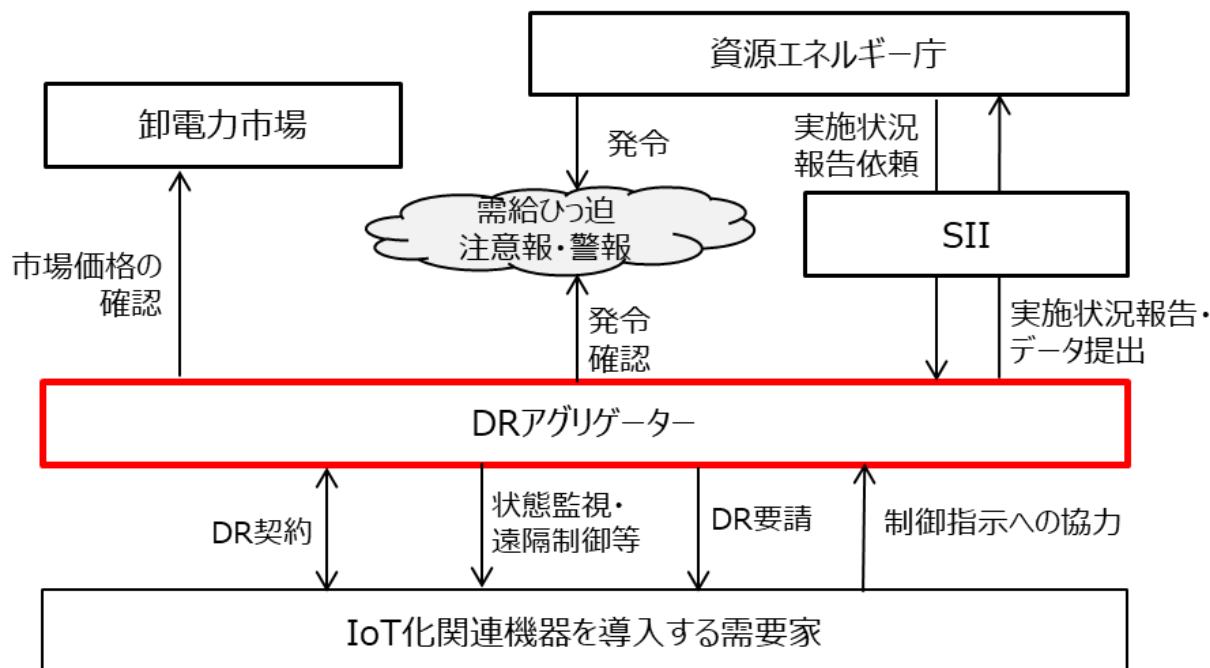 資源エネルギー庁
卸電力市場
発令
実施状況
報告依頼
需給ひっ迫
注意報・警報
SII
市場価格の
確認
発令
確認
実施状況報告・
データ提出
DRアグリゲーター
DR契約
状態監視・
遠隔制御等
DR要請
制御指示への協力
IoT化関連機器を導入する需要家